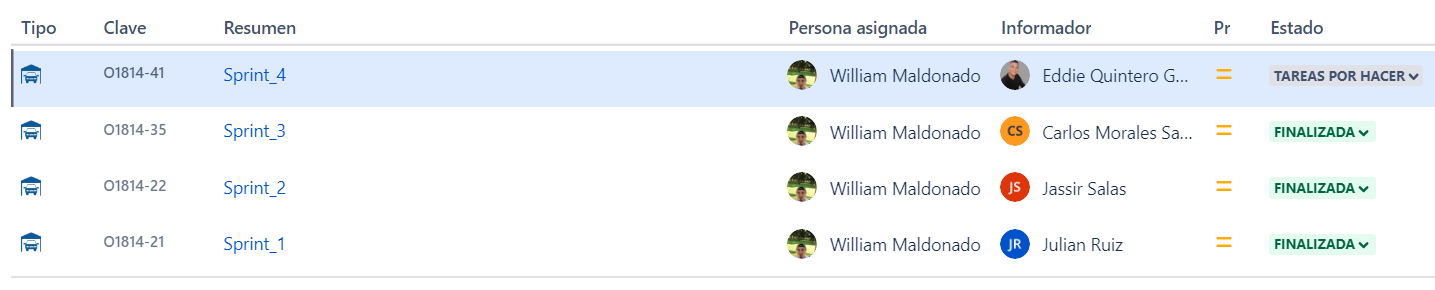 Tipo Clave Resumen Persona asignada Informador Pr Estado
O1814-41 Sprint_4 William Maldonado Eddie Quintero G... TAREAS POR HACER
O1814-35 Sprint_3 William Maldonado CS Carlos Morales Sa... FINALIZADA
O1814-22 Sprint_2 William Maldonado JS Jassir Salas FINALIZADA
O1814-21 Sprint_1 William Maldonado JR Julian Ruiz FINALIZADA